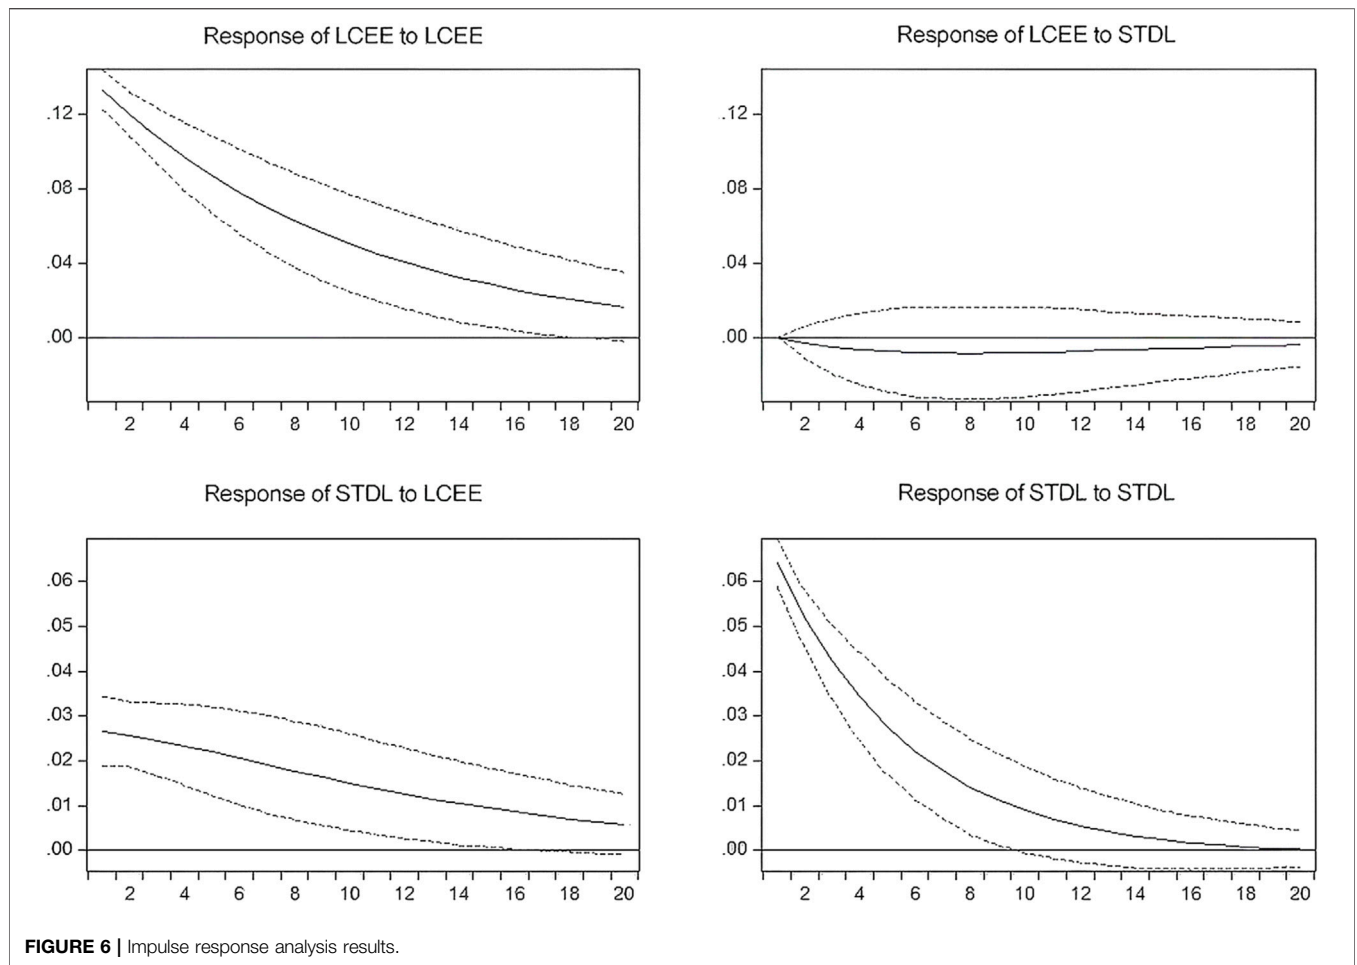 Response of LCEE to LCEE
.12
.08
.04
.00
2 4 6 8 10 12 14 16 18 20
Response of LCEE to STDL
.12
.08
.04
.00
2 4 6 8 10 12 14 16 18 20
Response of STDL to LCEE
.06
.05
.04
.03
.02
.01
.00
2 4 6 8 10 12 14 16 18 20
Response of STDL to STDL
.06
.05
.04
.03
.02
.01
.00
2 4 6 8 10 12 14 16 18 20
FIGURE 6 | Impulse response analysis results.